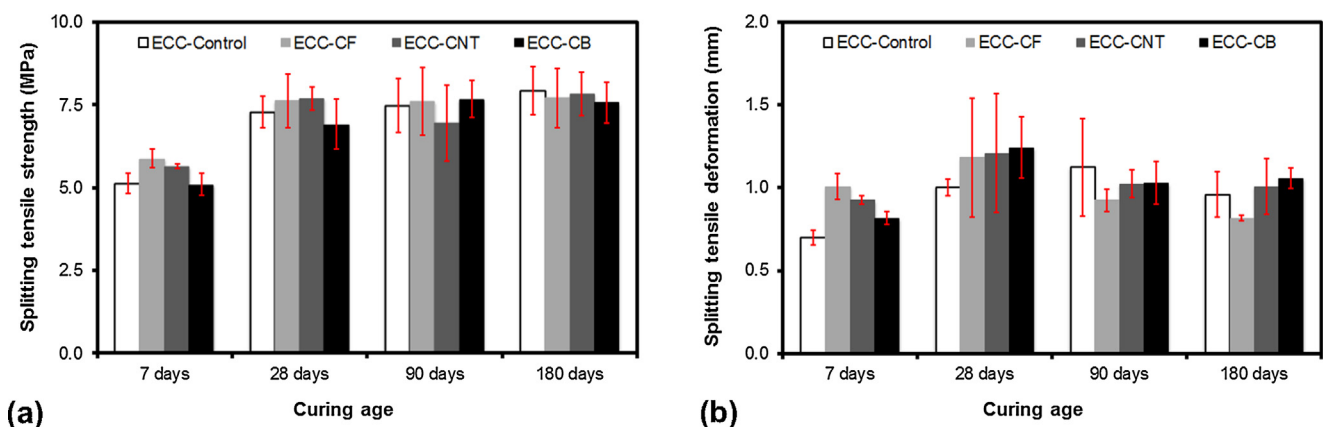 Splitting tensile strength (MPa)
10.0
7.5
5.0
2.5
0.0
ECC-Control ECC-CF ECC-CNT ECC-CB
7 days 28 days 90 days 180 days
Curing age
(a)
Splitting tensile deformation (mm)
2.0
1.5
1.0
0.5
0.0
ECC-Control ECC-CF ECC-CNT ECC-CB
7 days 28 days 90 days 180 days
Curing age
(b)